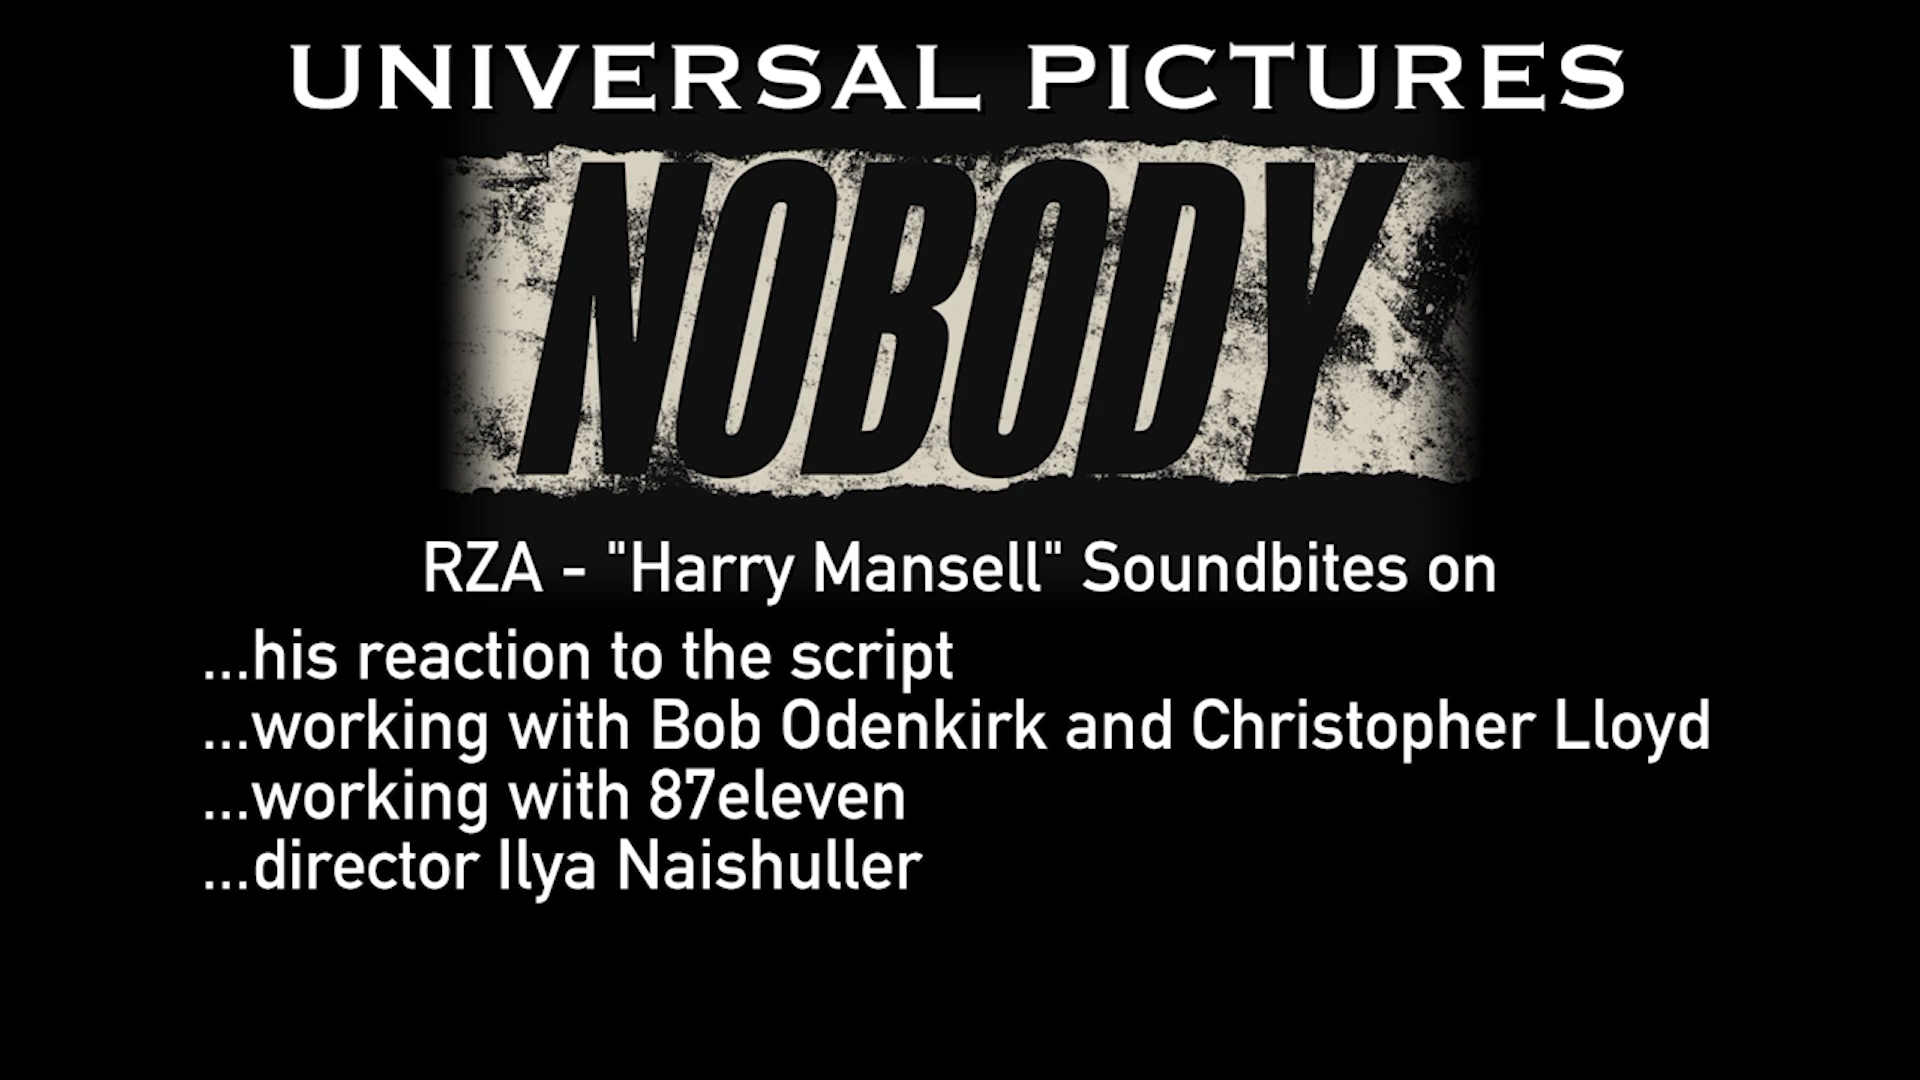 UNIVERSAL PICTURES
NOBODY
RZA - "Harry Mansell" Soundbites on
...his reaction to the script
...working with Bob Odenkirk and Christopher Lloyd
...working with 87eleven
...director Ilya Naishuller